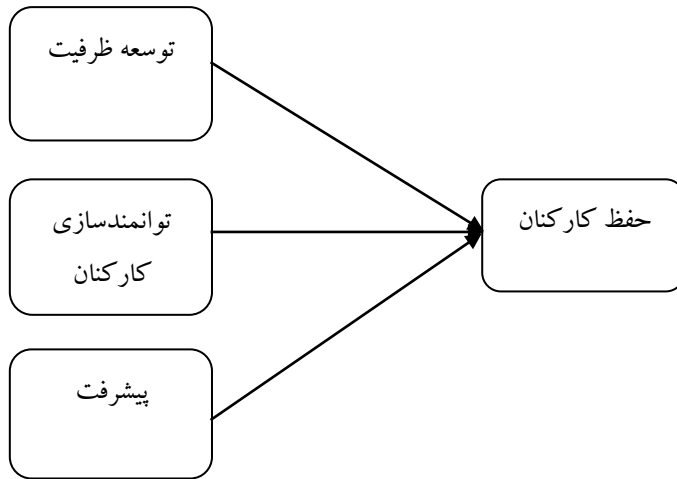 توسعه ظرفیت
توانمندسازی
کارکنان
پیشرفت
حفظ کارکنان